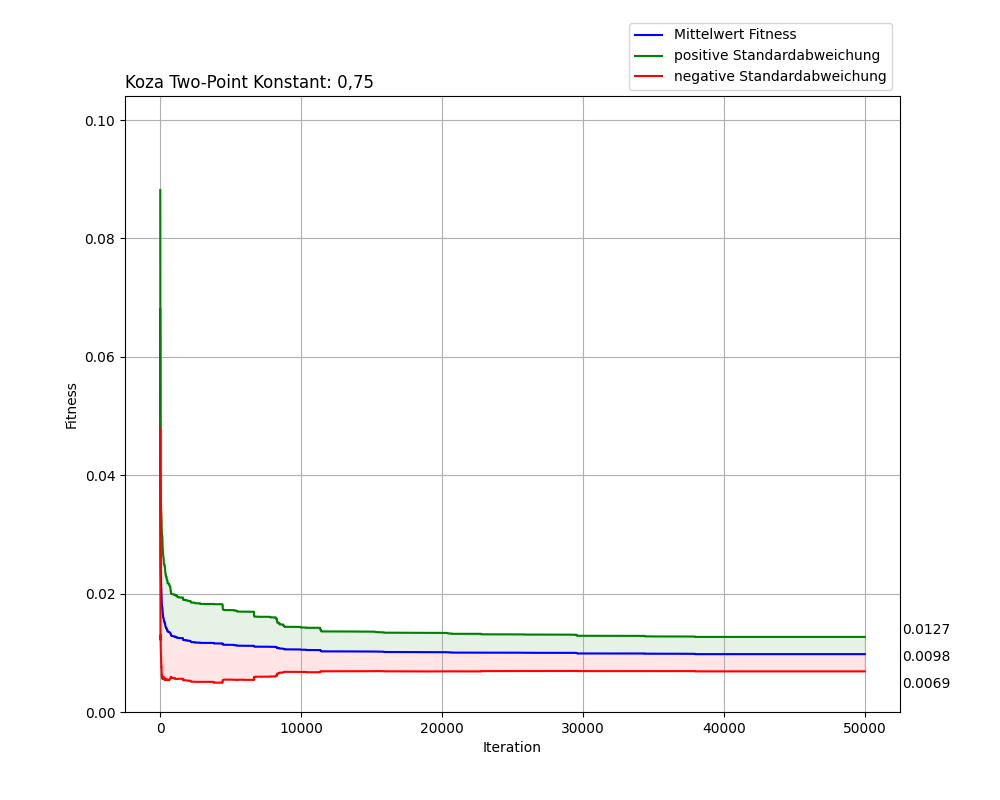 Mittelwert Fitness
positive Standardabweichung
negative Standardabweichung
Koza Two-Point Konstant: 0,75
0.10
0.08
0.06
0.04
0.02
0.00
Fitness
0.0127
0.0098
0.0069
0 10000 20000 30000 40000 50000
Iteration